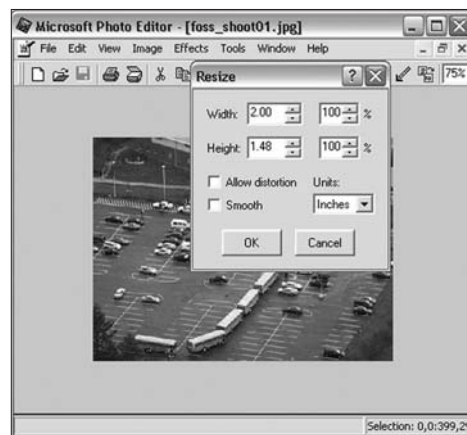 Microsoft Photo Editor - [foss_shoot01.jpg]
File Edit View Image Effects Tools Window Help
75%
Resize
Width: 2.00 100 %
Height: 1.48 100 %
Allow distortion Units:
Smooth Inches
OK Cancel
Selection: 0,0:399,2